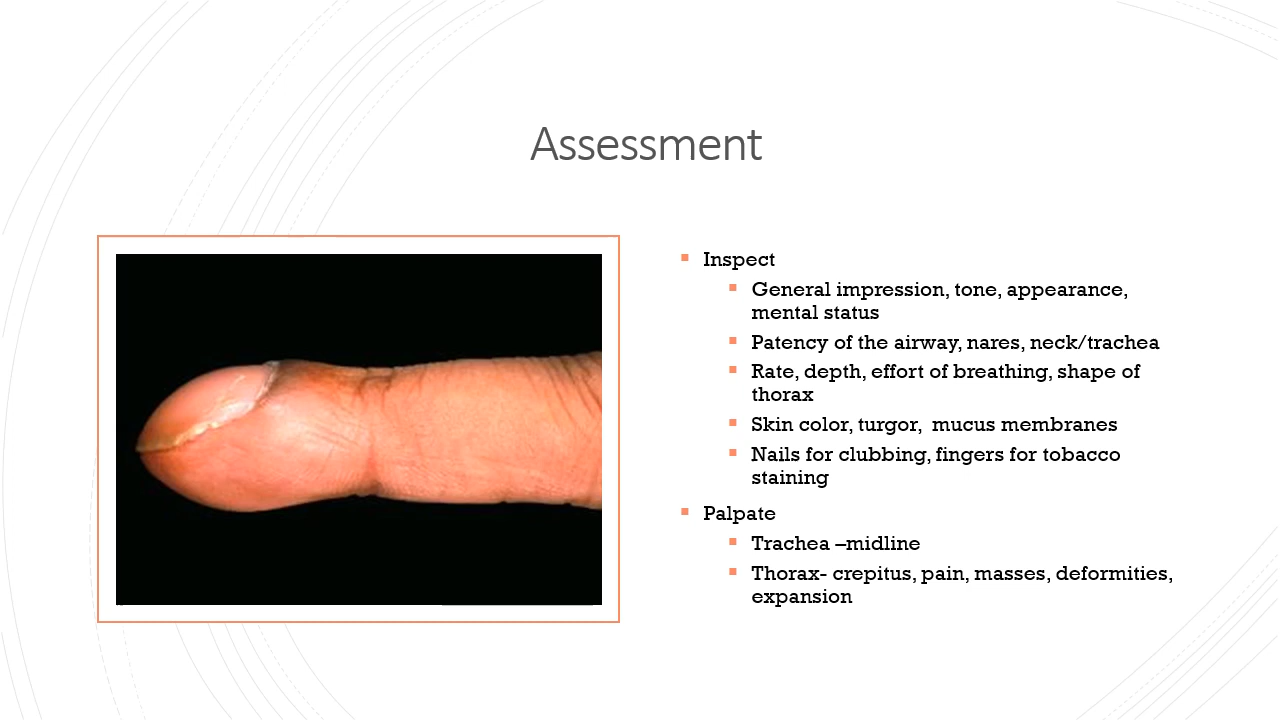 Assessment
Inspect
General impression, tone, appearance,
mental status
Patency of the airway, nares, neck/trachea
Rate, depth, effort of breathing, shape of
thorax
Skin color, turgor,  mucus membranes
Nails for clubbing, fingers for tobacco
staining
Palpate
Trachea –midline
Thorax- crepitus, pain, masses, deformities,
expansion